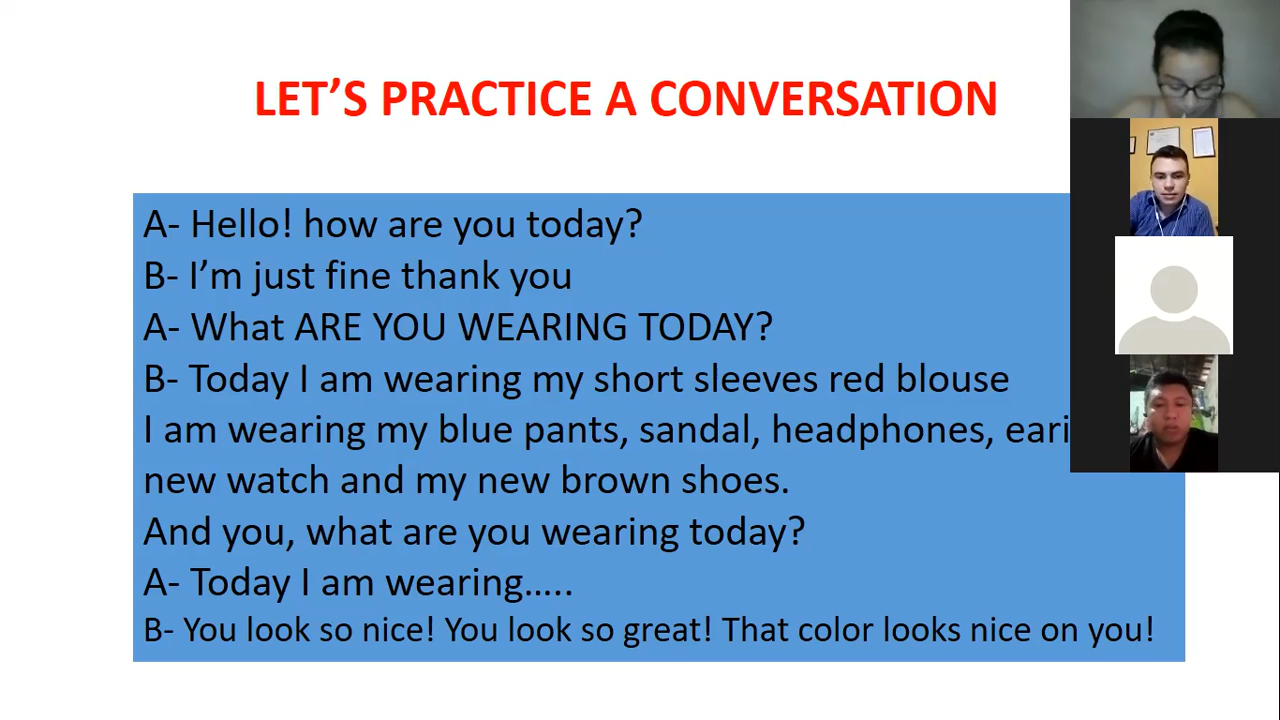 LET'S PRACTICE A CONVERSATION
A- Hello! how are you today?
B- I'm just fine thank you
A- What ARE YOU WEARING TODAY?
B- Today I am wearing my short sleeves red blouse
I am wearing my blue pants, sandal, headphones,
new watch and my new brown shoes.
And you, what are you wearing today?
A- Today I am wearing…..
B- You look so nice! You look so great! That color looks nice on you!